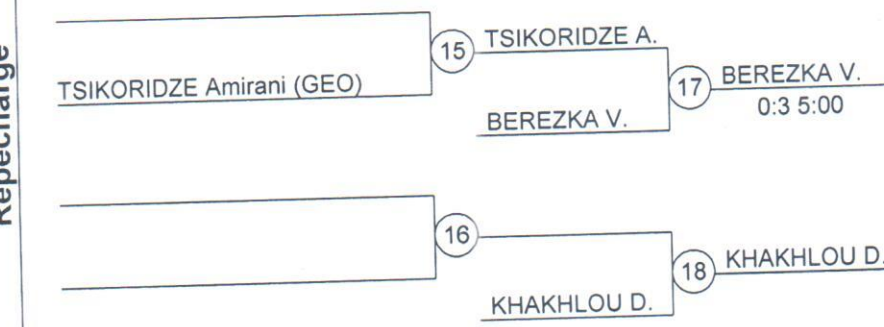 Repechage
TSIKORIDZE Amirani (GEO)
15
TSIKORIDZE A.
BEREZKA V.
17
BEREZKA V.
0:3 5:00
16
KHAKHLOU D.
18
KHAKHLOU D.